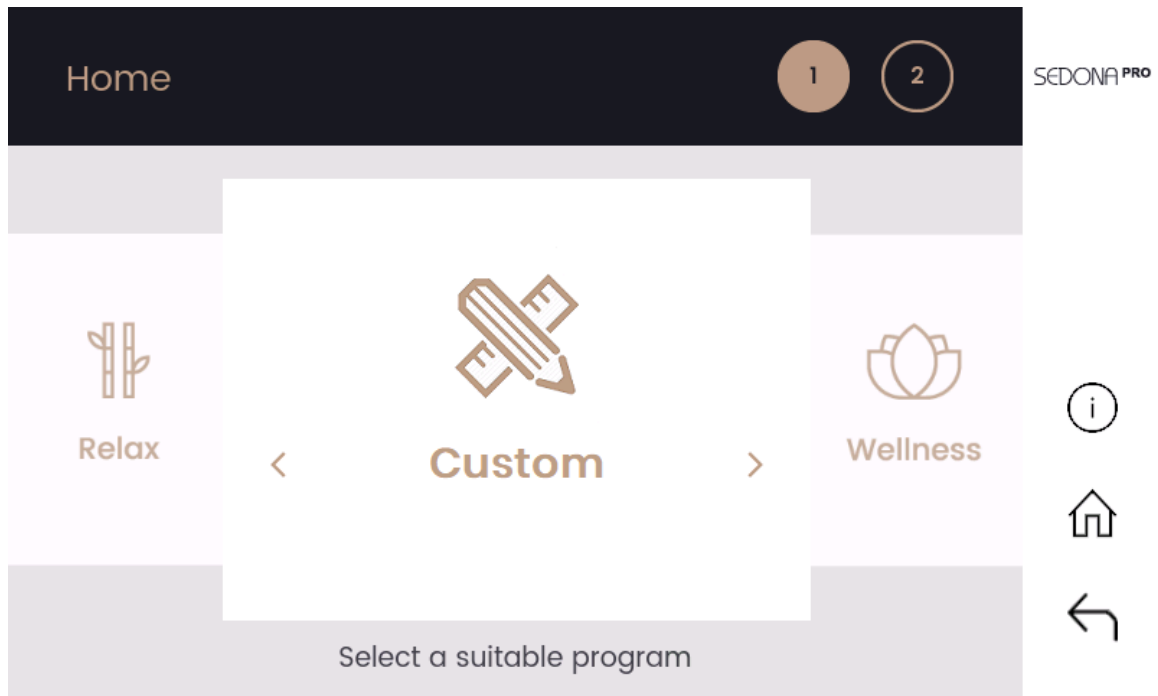 Home
1
2
SEDONA PRO
Relax
Custom
Wellness
Select a suitable program
i